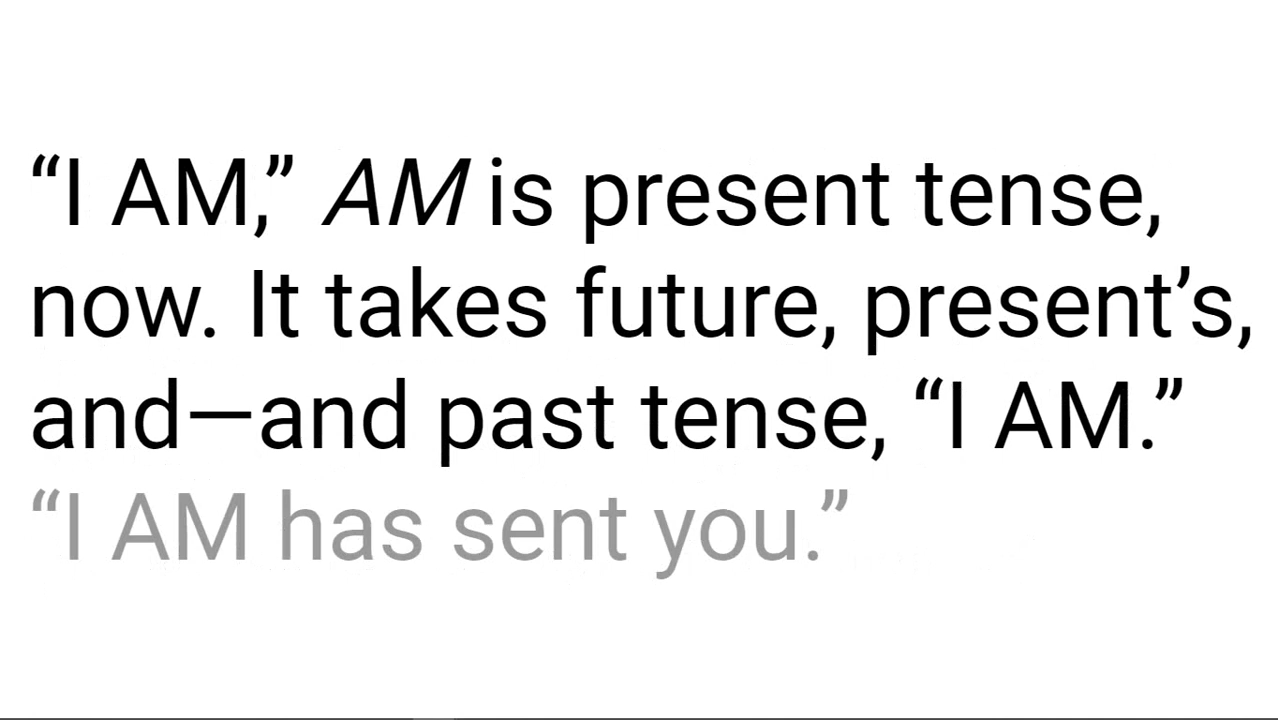 “I AM,” AM is present tense,
now. It takes future, present’s,
and—and past tense, “I AM.”
“I AM has sent you.”